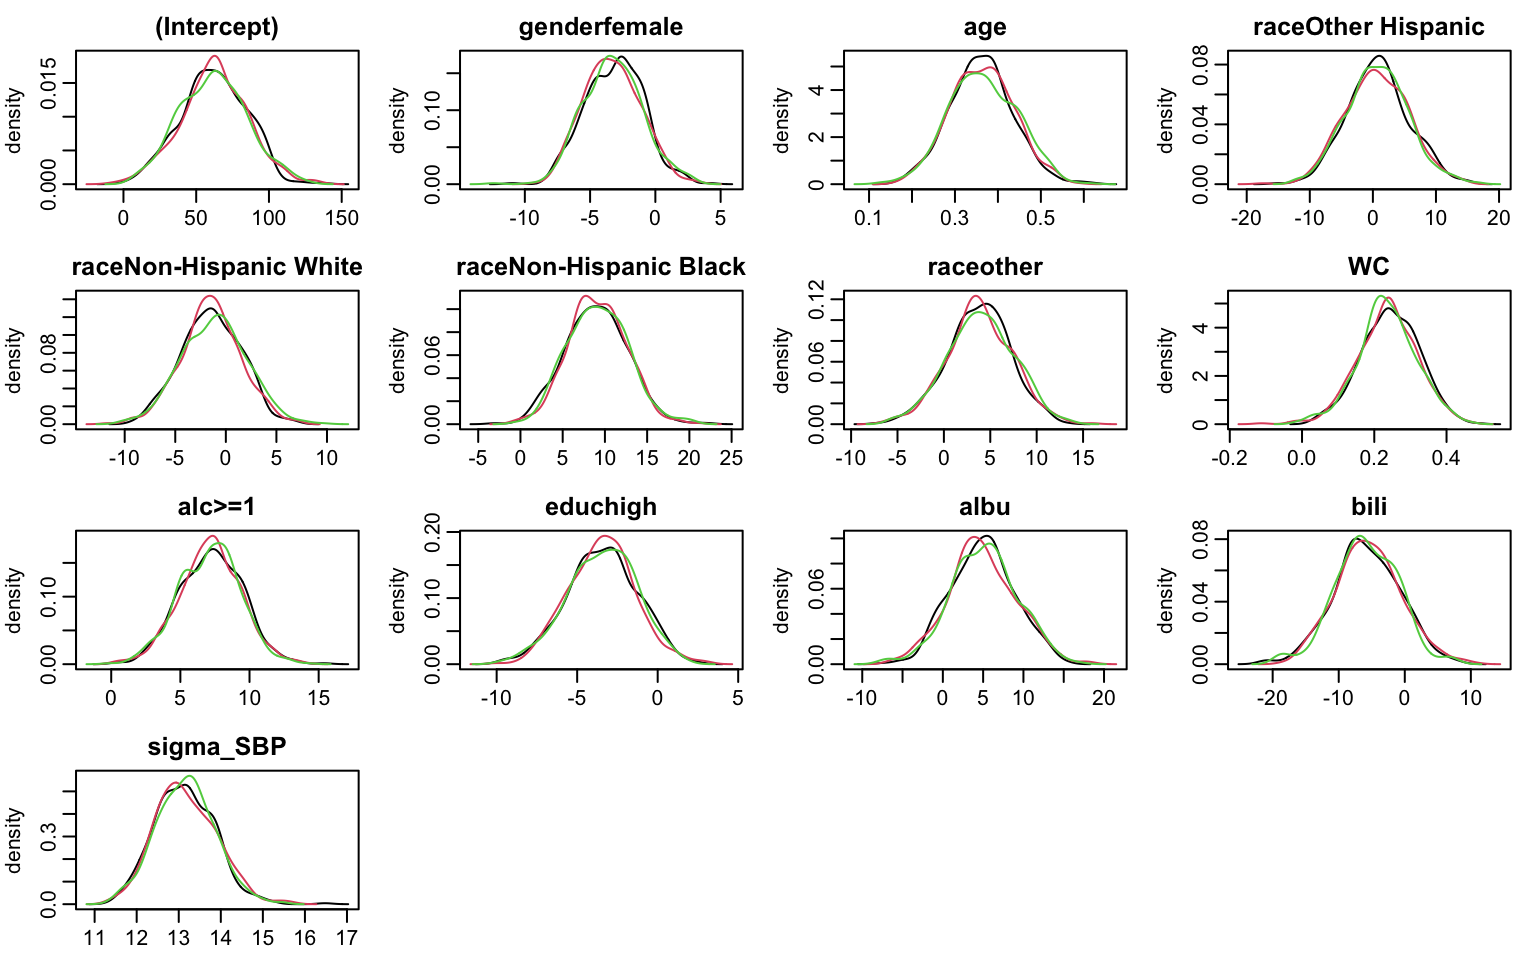 (Intercept)
density
0.000 0.015
0 50 100 150
genderfemale
density
0.00 0.10
-10 -5 0 5
age
density
0 2 4
0.1 0.3 0.5
raceOther Hispanic
density
0.00 0.04 0.08
-20 -10 0 10 20
raceNon-Hispanic White
density
0.00 0.08
-10 -5 0 5 10
raceNon-Hispanic Black
density
0.00 0.06
-5 0 5 10 15 20 25
raceother
density
0.00 0.06 0.12
-10 -5 0 5 10 15
WC
density
0 2 4
-0.2 0.0 0.2 0.4
alc>=1
density
0.00 0.10
0 5 10 15
educhigh
density
0.00 0.10 0.20
-10 -5 0 5
albu
density
0.00 0.06
-10 0 5 10 20
bili
density
0.00 0.04 0.08
-20 -10 0 10
sigma_SBP
density
0.0 0.3
11 12 13 14 15 16 17